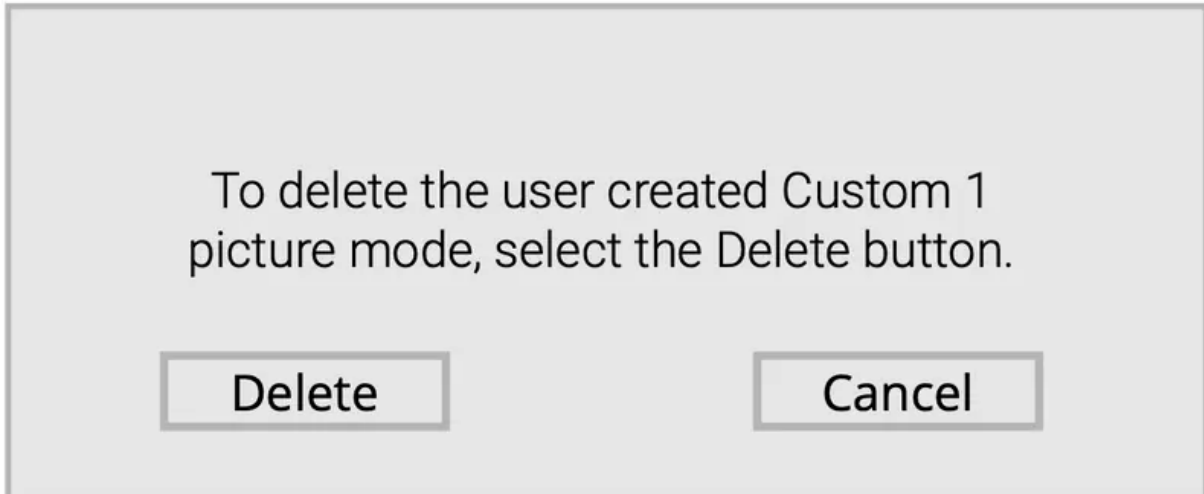 To delete the user created Custom 1
picture mode, select the Delete button.
Delete
Cancel